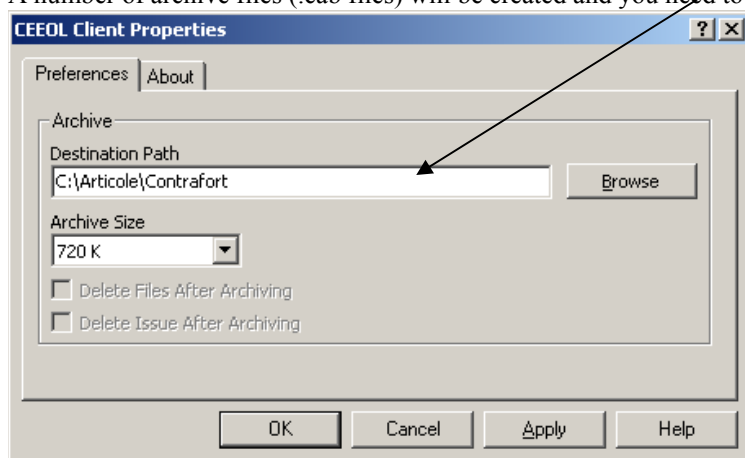 A number of archive files (.cab files) will be created and you need to
CEEOL Client Properties
Preferences
About
Archive
Destination Path
C:\Articole\Contrafort
Browse
Archive Size
720 K
Delete Files After Archiving
Delete Issue After Archiving
OK
Cancel
Apply
Help